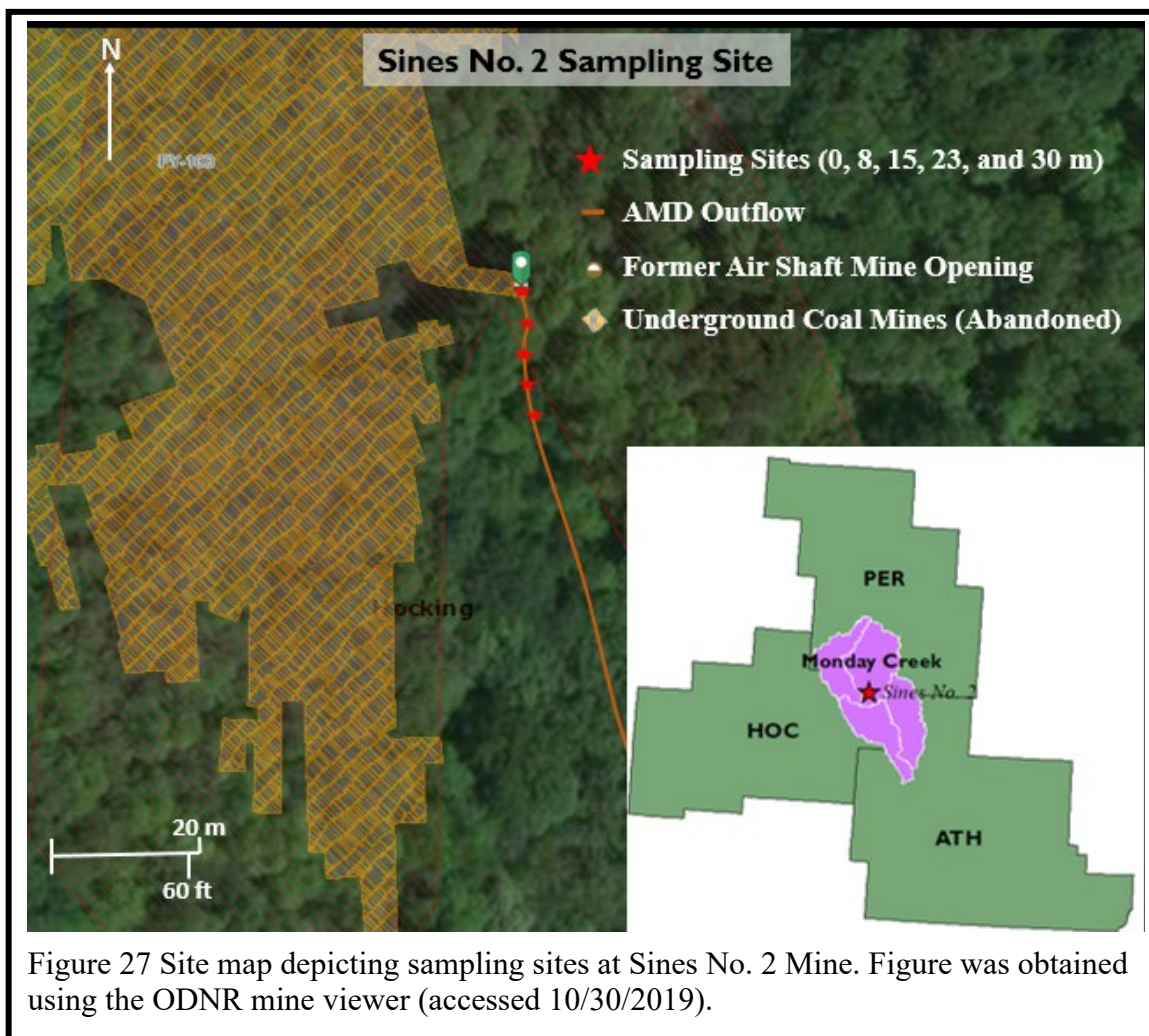 Sines No. 2 Sampling Site
N
PY-103
Sampling Sites (0, 8, 15, 23, and 30 m)
AMD Outflow
Former Air Shaft Mine Opening
Underground Coal Mines (Abandoned)
Hocking
20 m
60 ft
PER
Monday Creek
Sines No. 2
HOC
ATH
Figure 27 Site map depicting sampling sites at Sines No. 2 Mine. Figure was obtained
using the ODNR mine viewer (accessed 10/30/2019).